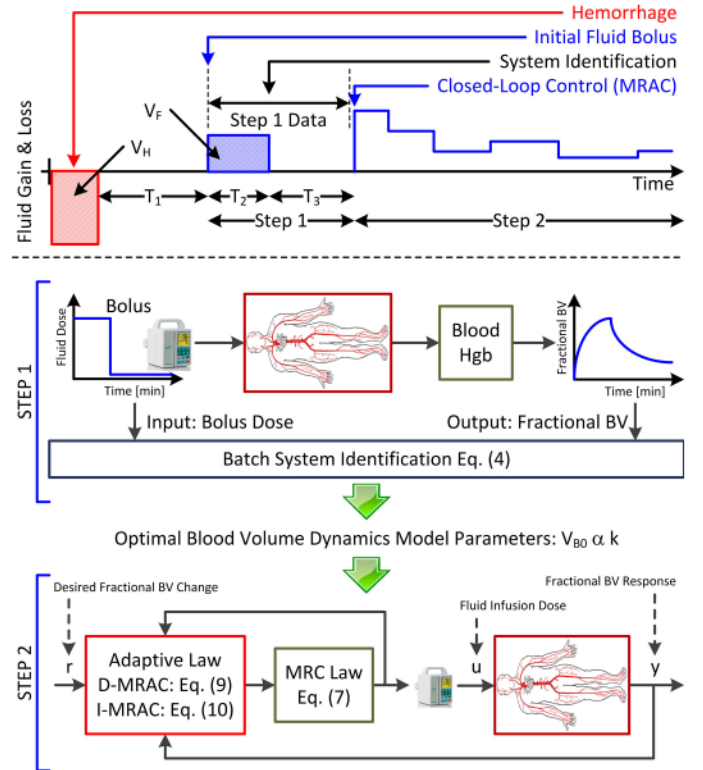 Hemorrhage
Initial Fluid Bolus
System Identification
Closed-Loop Control (MRAC)
Step 1 Data
V_F
V_H
Fluid Gain & Loss
Time
T_1
T_2
T_3
Step 1
Step 2
STEP 1
Fluid Dose
Bolus
Time [min]
Blood
Hgb
Fractional BV
Time [min]
Input: Bolus Dose
Output: Fractional BV
Batch System Identification Eq. (4)
Optimal Blood Volume Dynamics Model Parameters: V_B0 α k
STEP 2
Desired Fractional BV Change
r
Adaptive Law
D-MRAC: Eq. (9)
I-MRAC: Eq. (10)
MRC Law
Eq. (7)
Fluid Infusion Dose
u
Fractional BV Response
y